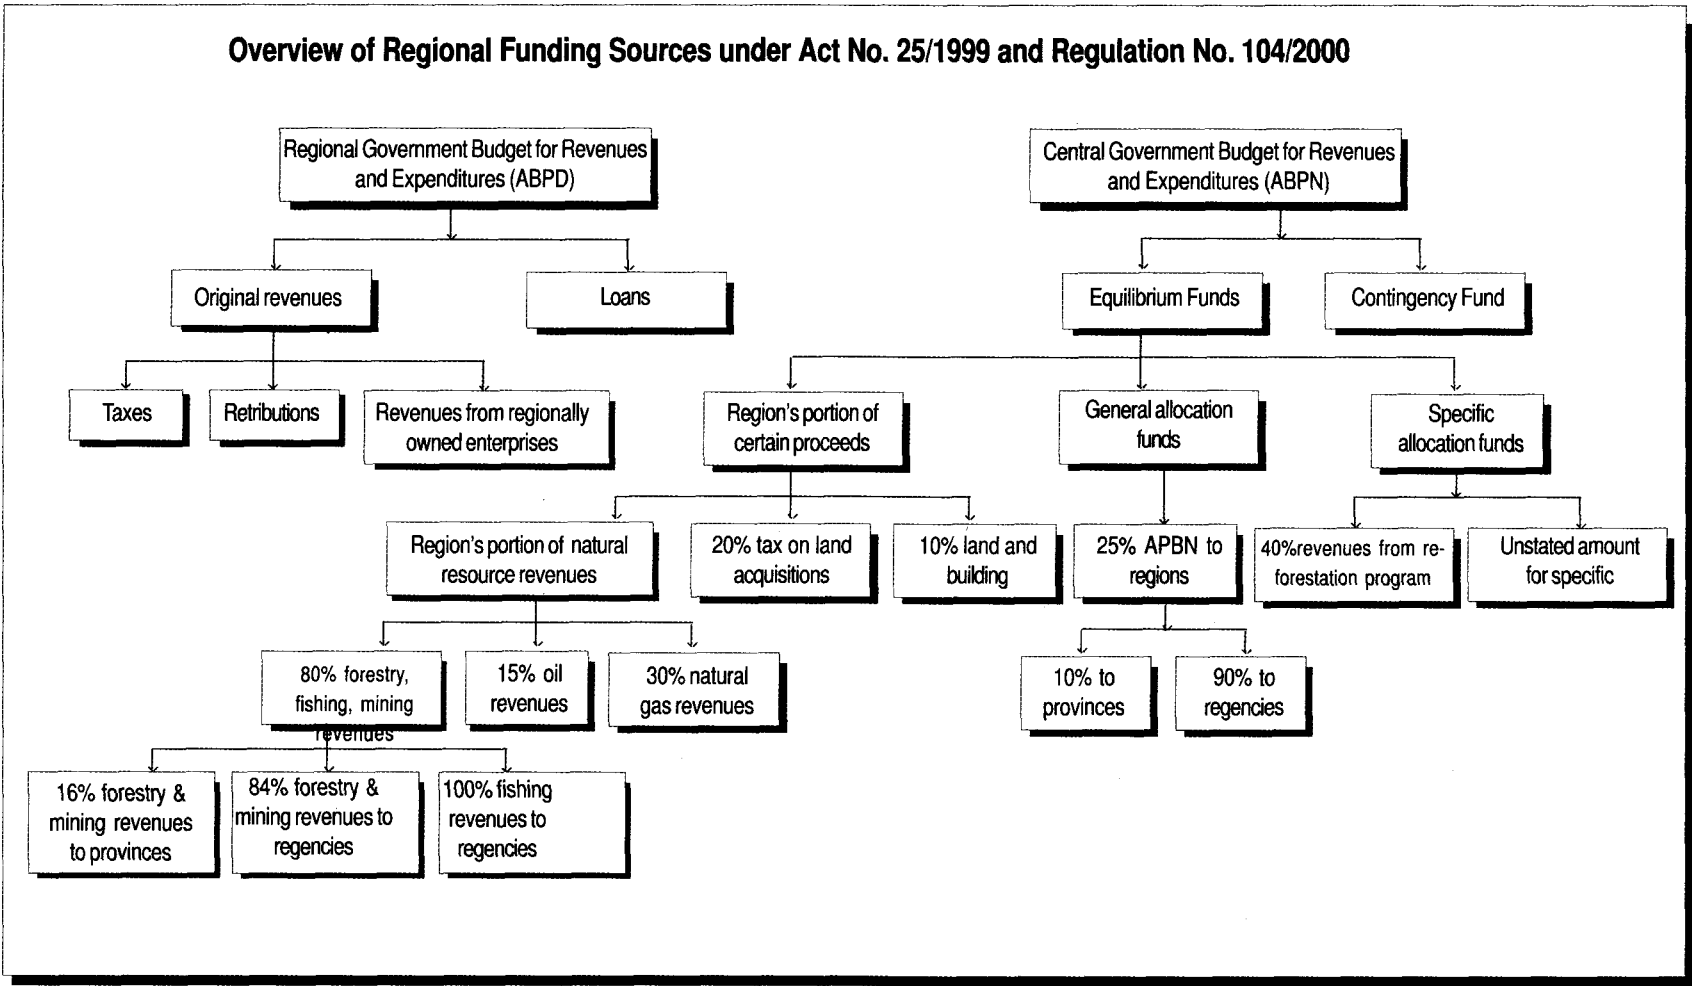 Overview of Regional Funding Sources under Act No. 25/1999 and Regulation No. 104/2000
Regional Government Budget for Revenues
and Expenditures (ABPD)
Central Government Budget for Revenues
and Expenditures (ABPN)
Original revenues
Loans
Equilibrium Funds
Contingency Fund
Taxes
Retributions
Revenues from regionally
owned enterprises
Region's portion of
certain proceeds
General allocation
funds
Specific
allocation funds
Region's portion of natural
resource revenues
20% tax on land
acquisitions
10% land and
building
25% APBN to
regions
40%revenues from re-
forestation program
Unstated amount
for specific
80% forestry,
fishing, mining
revenues
15% oil
revenues
30% natural
gas revenues
10% to
provinces
90% to
regencies
16% forestry &
mining revenues
to provinces
84% forestry &
mining revenues to
regencies
100% fishing
revenues to
regencies